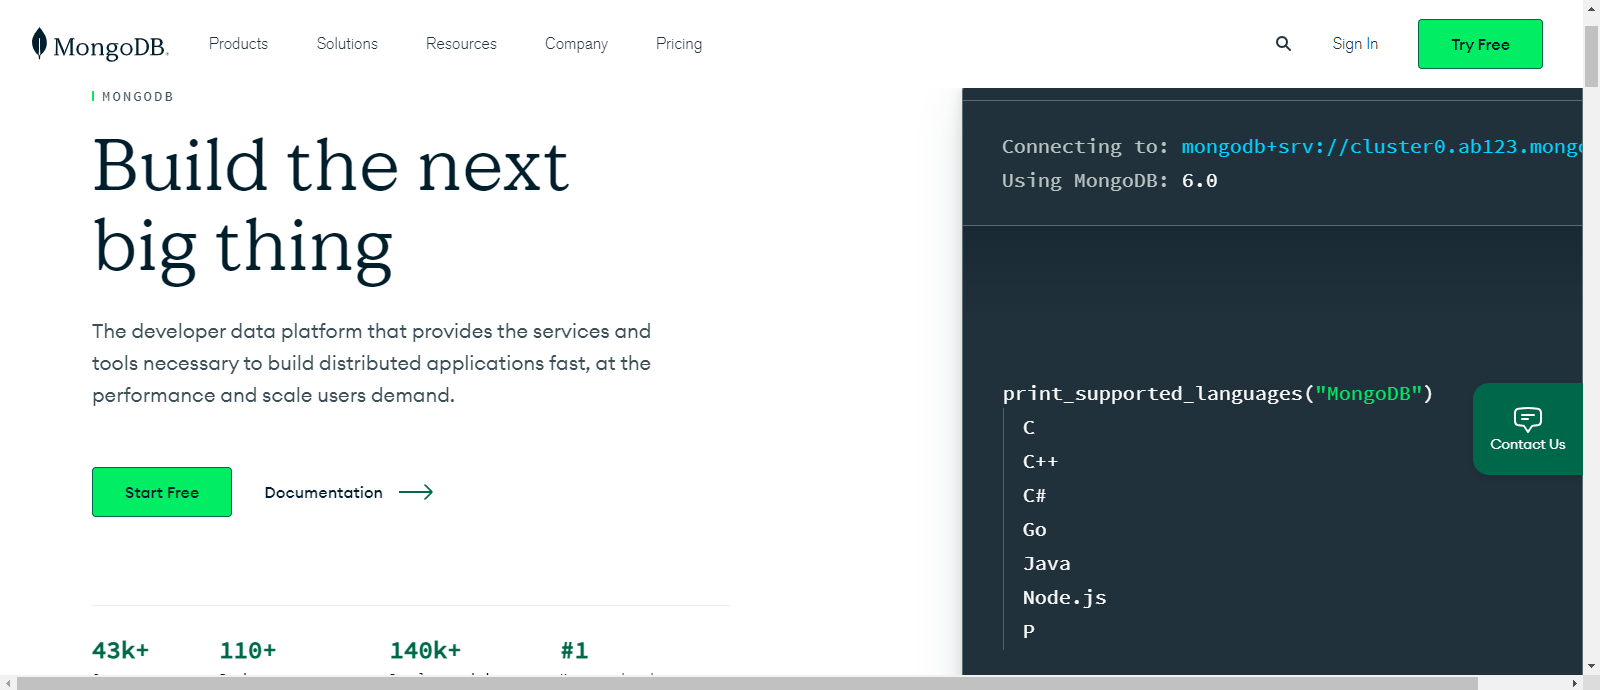 MongoDB.
Products
Solutions
Resources
Company
Pricing
Sign In
Try Free
MONGODB
Build the next
big thing
The developer data platform that provides the services and
tools necessary to build distributed applications fast, at the
performance and scale users demand.
Start Free
Documentation
43k+
110+
140k+
#1
Connecting to: mongodb+srv://cluster0.ab123.mongo
Using MongoDB: 6.0
print_supported_languages("MongoDB")
C
C++
C#
Go
Java
Node.js
P
Contact Us